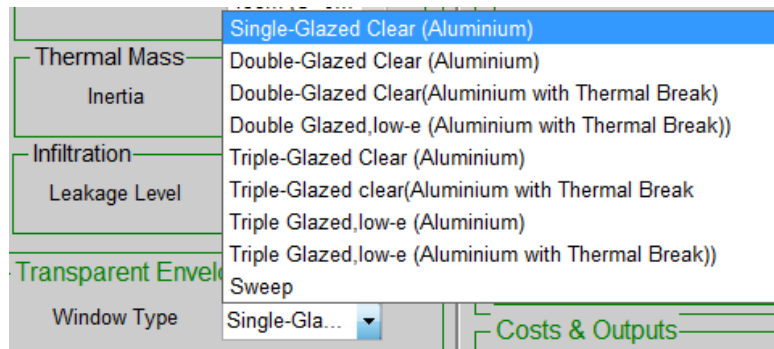 Single-Glazed Clear (Aluminium)
Thermal Mass
Double-Glazed Clear (Aluminium)
Inertia
Double-Glazed Clear(Aluminium with Thermal Break)
Double Glazed,low-e (Aluminium with Thermal Break))
Infiltration
Triple-Glazed Clear (Aluminium)
Leakage Level
Triple-Glazed clear(Aluminium with Thermal Break
Triple Glazed,low-e (Aluminium)
Triple Glazed,low-e (Aluminium with Thermal Break))
Transparent
Sweep
Window Type
Single-Gla...
Costs & Outputs